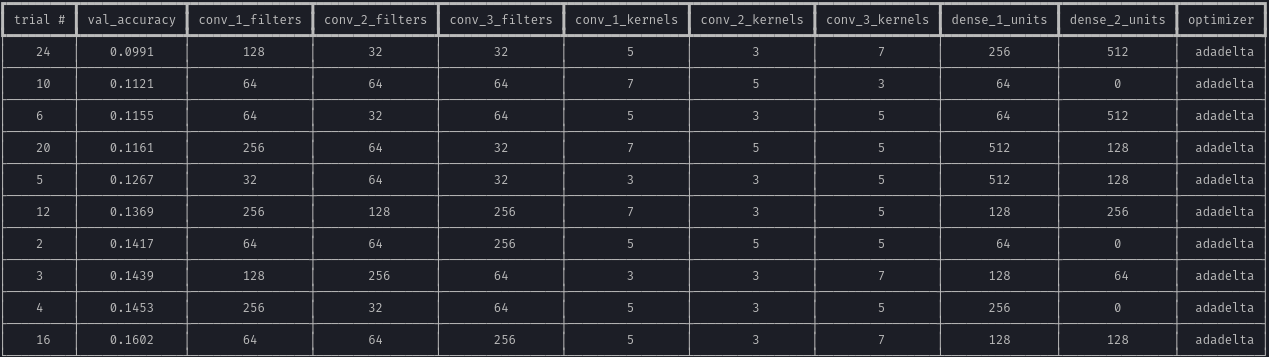 trial # val_accuracy conv_1_filters conv_2_filters conv_3_filters conv_1_kernels conv_2_kernels conv_3_kernels dense_1_units dense_2_units optimizer
24 0.0991 128 32 32 5 3 7 256 512 adadelta
10 0.1121 64 64 64 7 5 3 64 0 adadelta
6 0.1155 64 32 64 5 3 5 64 512 adadelta
20 0.1161 256 64 32 7 5 5 512 128 adadelta
5 0.1267 32 64 32 3 3 5 512 128 adadelta
12 0.1369 256 128 256 7 3 5 128 256 adadelta
2 0.1417 64 64 256 5 5 5 64 0 adadelta
3 0.1439 128 256 64 3 3 7 128 64 adadelta
4 0.1453 256 32 64 5 3 5 256 0 adadelta
16 0.1602 64 64 256 5 3 7 128 128 adadelta